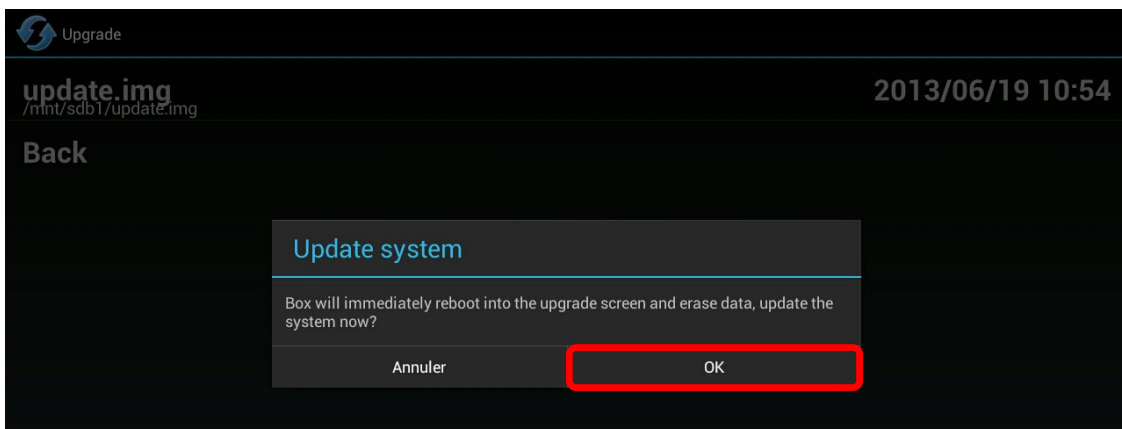 Upgrade
update.img
2013/06/19 10:54
/mnt/sdb1/update.img
Back
Update system
Box will immediately reboot into the upgrade screen and erase data, update the
system now?
Annuler
OK